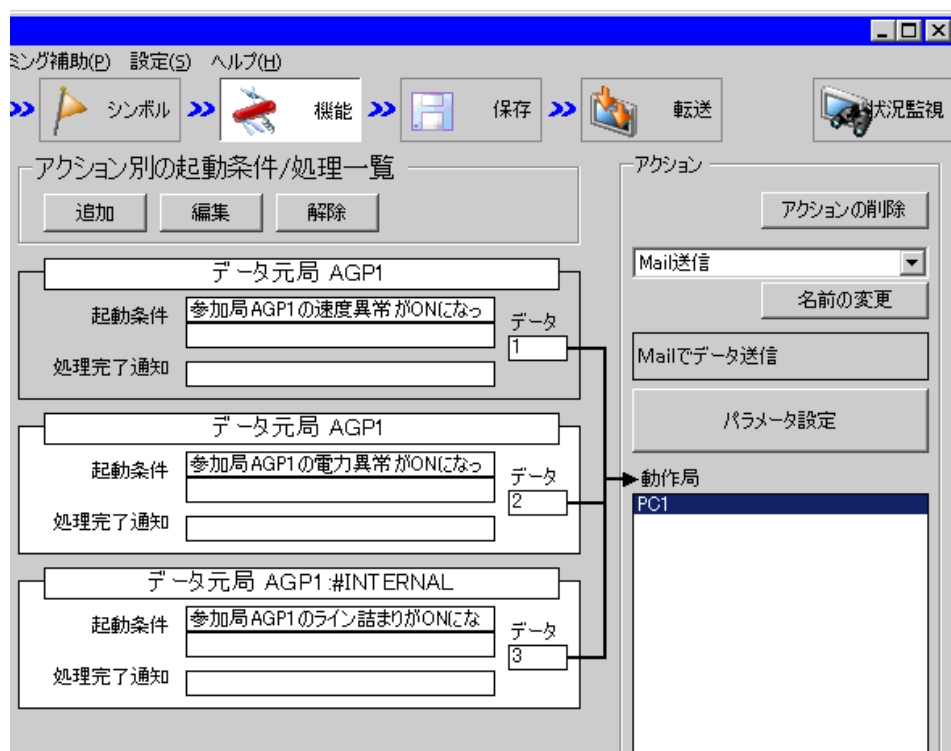 ミング補助(P) 設定(S) ヘルプ(H)
シンボル 機能 保存 転送 状況監視
アクション別の起動条件/処理一覧
追加 編集 解除
データ元局 AGP1
起動条件 参加局AGP1の速度異常がONになっ
データ
1
処理完了通知
データ元局 AGP1
起動条件 参加局AGP1の電力異常がONになっ
データ
2
処理完了通知
データ元局 AGP1:#INTERNAL
起動条件 参加局AGP1のライン詰まりがONにな
データ
3
処理完了通知
アクション
アクションの削除
Mail送信
名前の変更
Mailでデータ送信
パラメータ設定
動作局
PC1